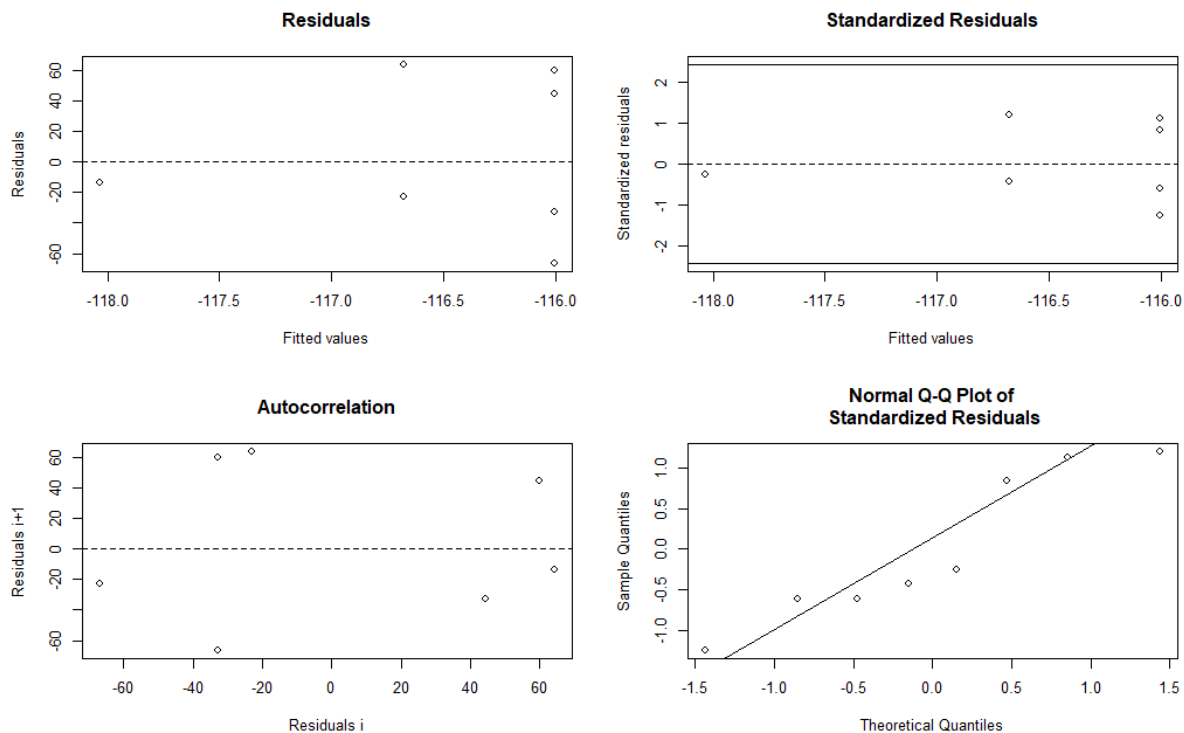 Residuals
Residuals
60
40
20
0
-20
-60
-118.0 -117.5 -117.0 -116.5 -116.0
Fitted values
Standardized Residuals
Standardized residuals
2
1
0
-1
-2
-118.0 -117.5 -117.0 -116.5 -116.0
Fitted values
Autocorrelation
Residuals i+1
60
40
20
0
-20
-60
-60 -40 -20 0 20 40 60
Residuals i
Normal Q-Q Plot of
Standardized Residuals
Sample Quantiles
1.0
0.5
0.0
-0.5
-1.0
-1.5 -1.0 -0.5 0.0 0.5 1.0 1.5
Theoretical Quantiles